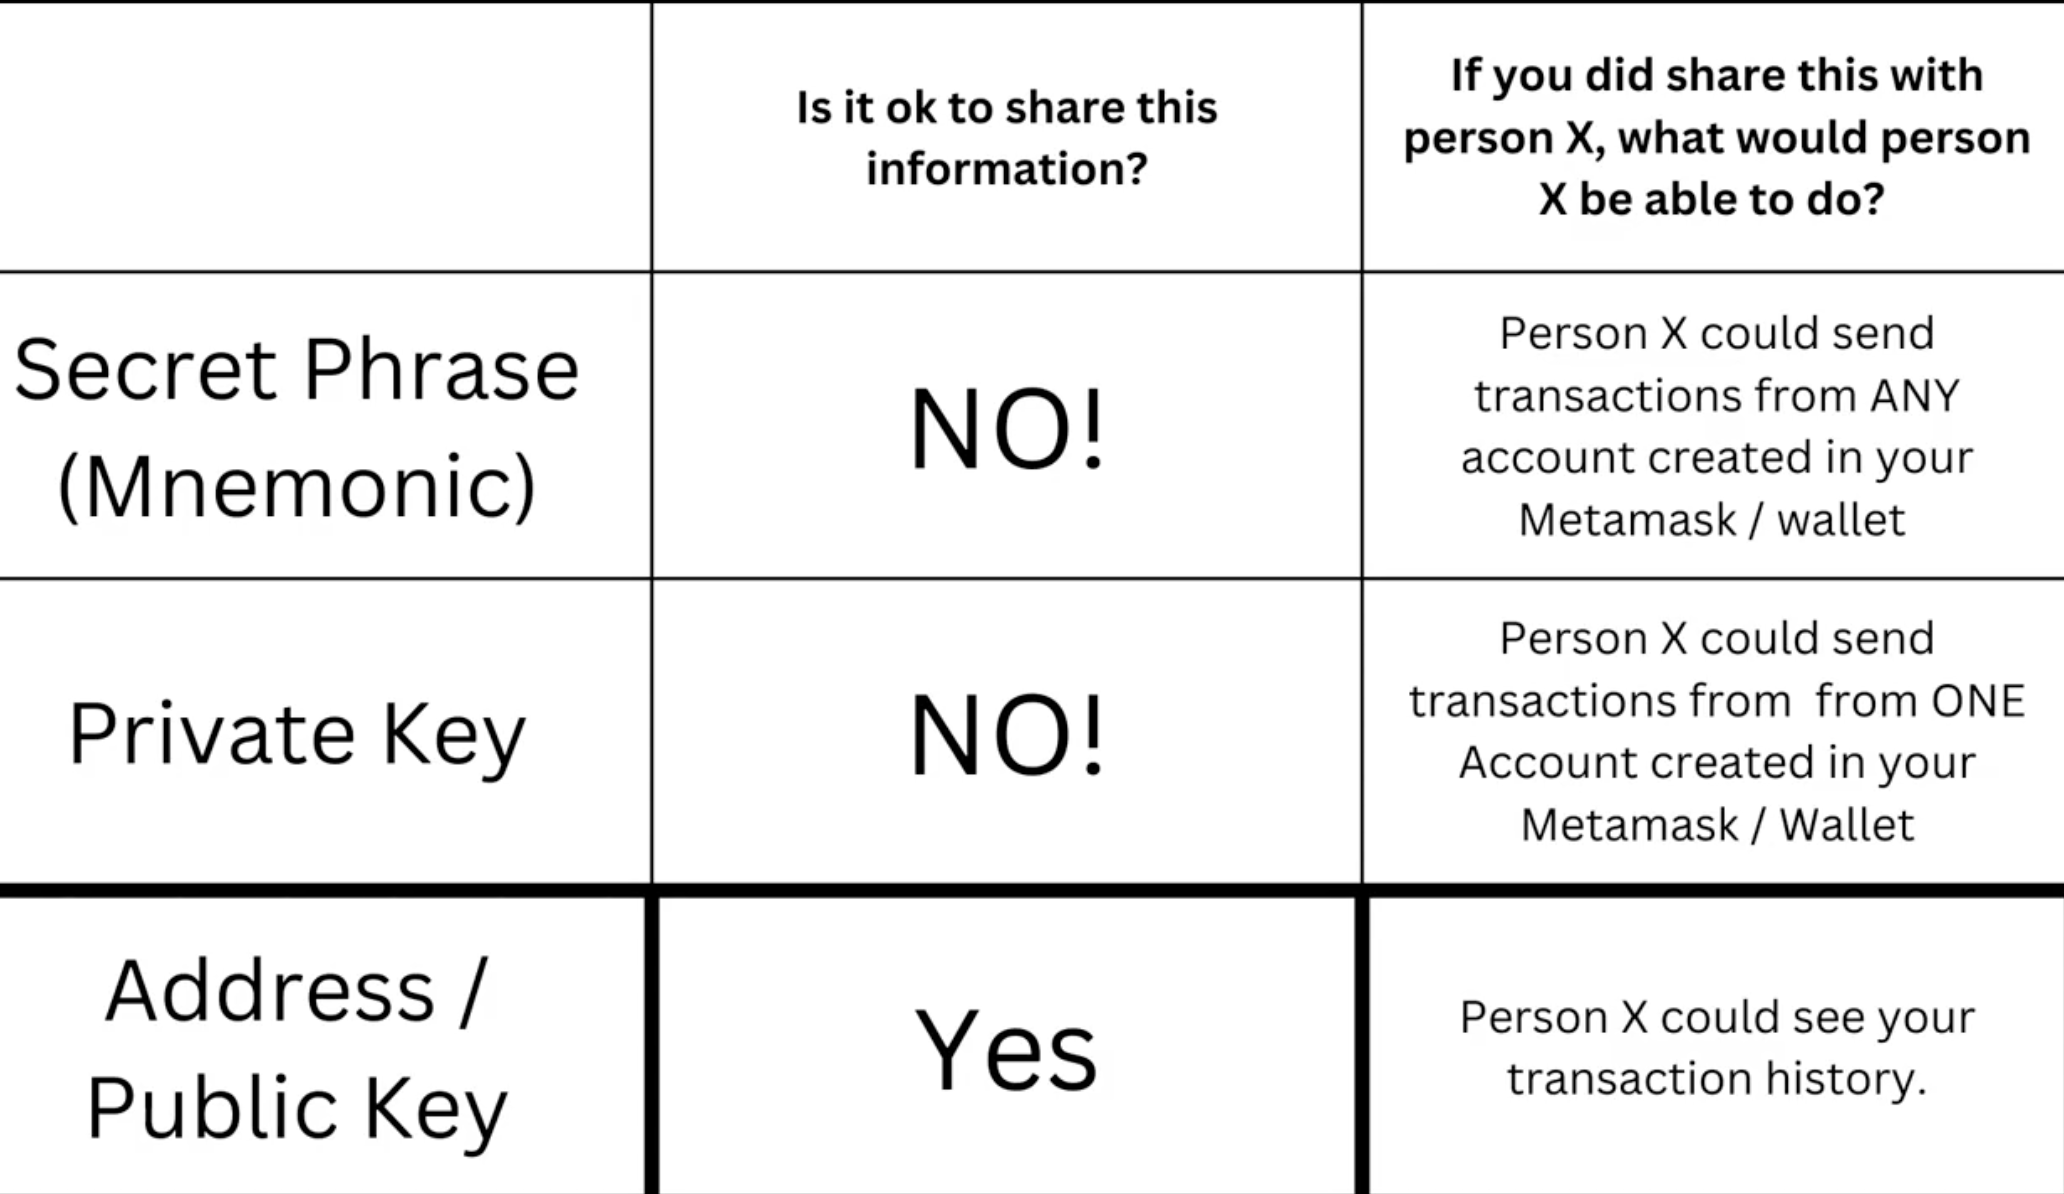 Is it ok to share this
information?
If you did share this with
person X, what would person
X be able to do?
Secret Phrase
(Mnemonic)
NO!
Person X could send
transactions from ANY
account created in your
Metamask / wallet
Private Key
NO!
Person X could send
transactions from  from ONE
Account created in your
Metamask / Wallet
Address /
Public Key
Yes
Person X could see your
transaction history.